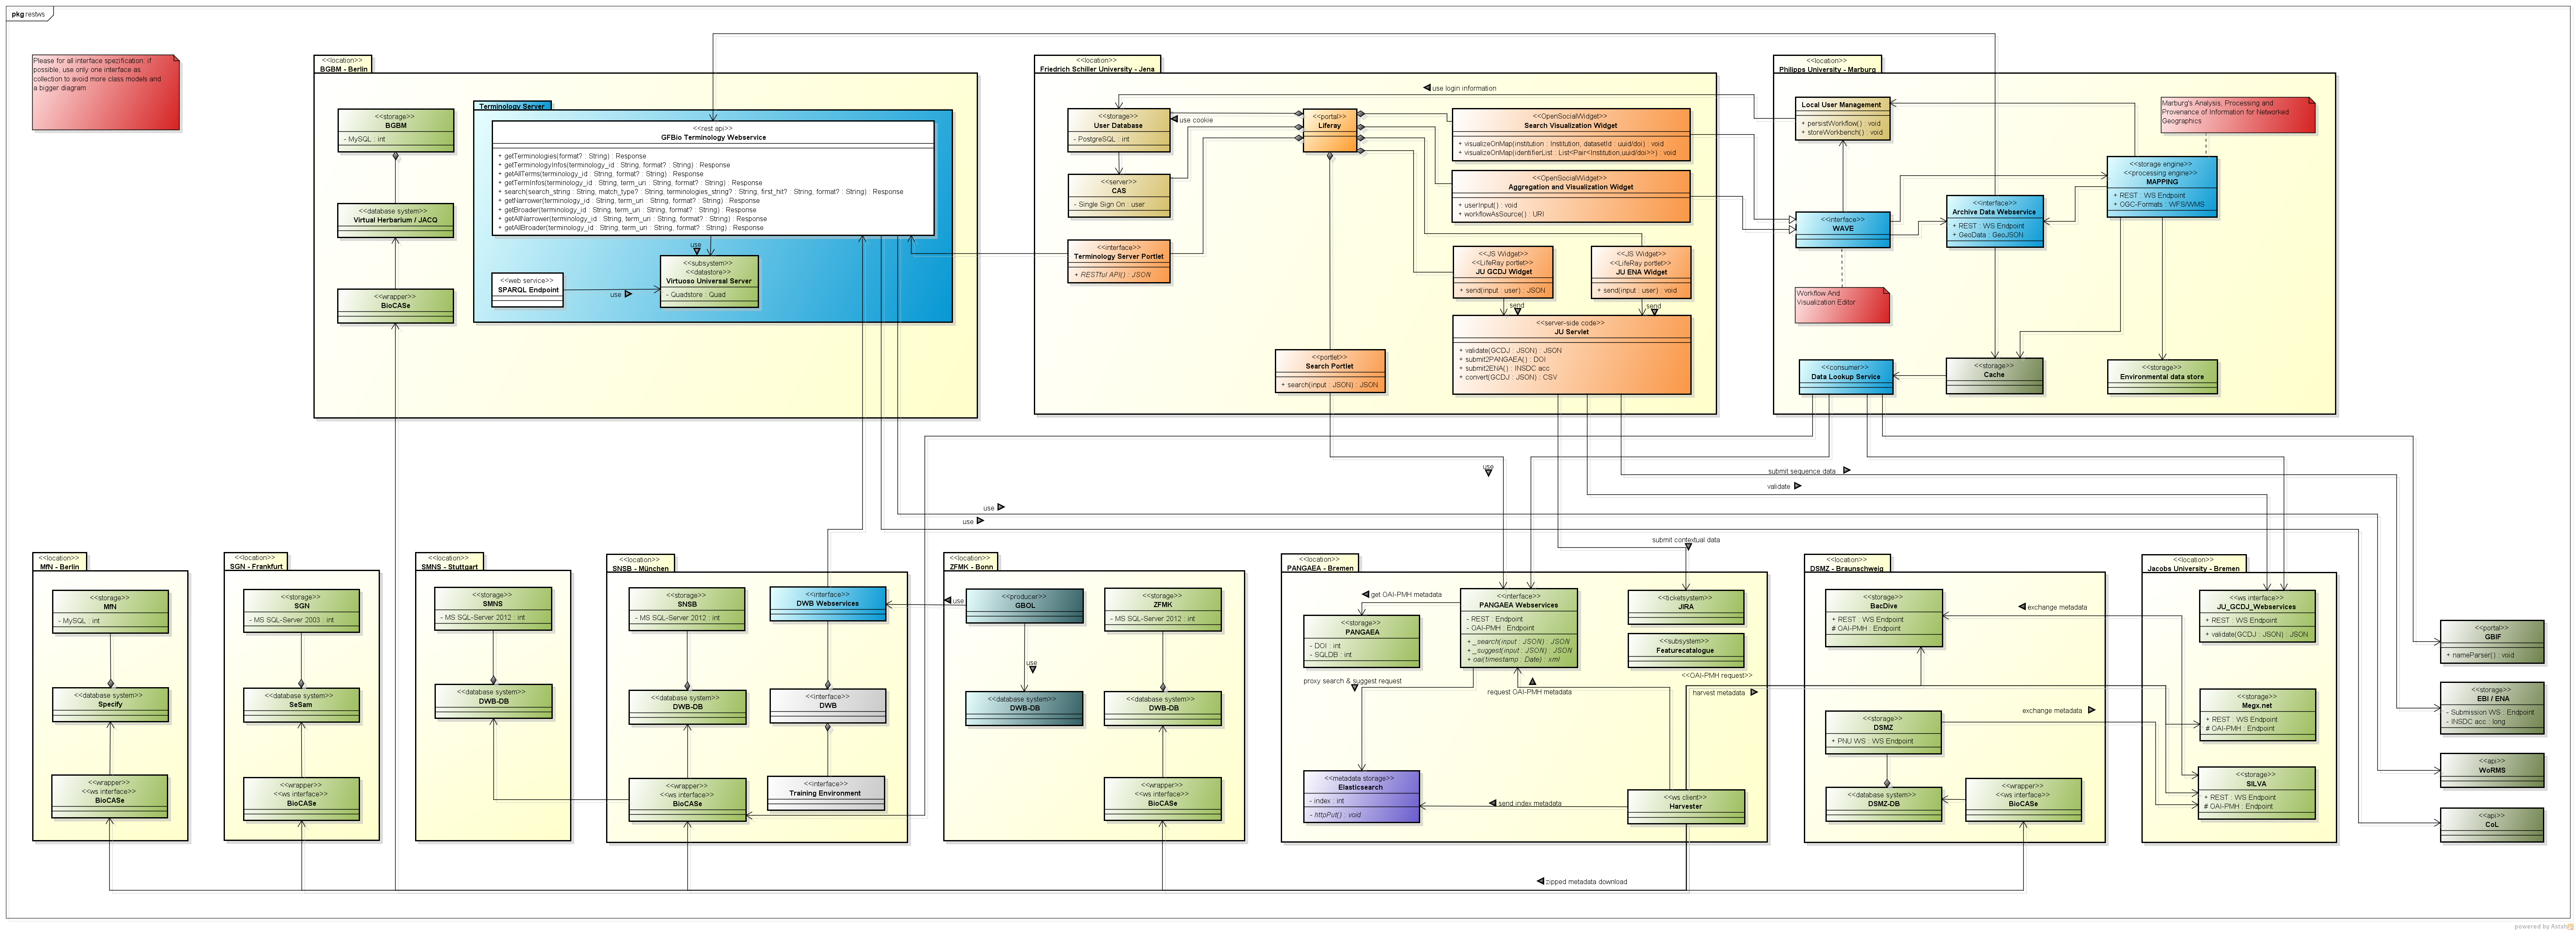 pkg restws
Please for all interface spezification: if
possible, use only one interface as
collection to avoid more class models and
a bigger diagram
<<location>>
BGBM - Berlin
<<storage>>
BGBM
- MySQL : int
<<database system>>
Virtual Herbarium / JACQ
<<wrapper>>
BioCASe
Terminology Server
<<rest api>>
GFBio Terminology Webservice
+ getTerminologies(format? : String) : Response
+ getTerminologyInfos(terminology_id : String, format? : String) : Response
+ getAllTerms(terminology_id : String, format? : String) : Response
+ getTermInfos(terminology_id : String, term_uri : String, format? : String) : Response
+ search(search_string : String, match_type? : String, terminologies_string? : String, first_hit? : String, format? : String) : Response
+ getNarrower(terminology_id : String, term_uri : String, format? : String) : Response
+ getBroader(terminology_id : String, term_uri : String, format? : String) : Response
+ getAllNarrower(terminology_id : String, term_uri : String, format? : String) : Response
+ getAllBroader(terminology_id : String, term_uri : String, format? : String) : Response
use
<<web service>>
SPARQL Endpoint
use
<<subsystem>>
<<datastore>>
Virtuoso Universal Server
- Quadstore : Quad
<<location>>
Friedrich Schiller University - Jena
use login information
<<storage>>
User Database
- PostgreSQL : int
use cookie
<<server>>
CAS
- Single Sign On : user
<<interface>>
Terminology Server Portlet
+ RESTful API() : JSON
<<portal>>
Liferay
<<OpenSocialWidget>>
Search Visualization Widget
+ visualizeOnMap(institution : Institution, datasetId : uuid/doi) : void
+ visualizeOnMap(identifierList : List<Pair<Institution,uuid/doi>>) : void
<<OpenSocialWidget>>
Aggregation and Visualization Widget
+ userInput() : void
+ workflowAsSource() : URI
<<JS Widget>>
<<LifeRay portlet>>
JU GCDJ Widget
+ send(input : user) : JSON
<<JS Widget>>
<<LifeRay portlet>>
JU ENA Widget
+ send(input : user) : void
send
send
<<server-side code>>
JU Servlet
+ validate(GCDJ : JSON) : JSON
+ submit2PANGAEA() : DOI
+ submit2ENA() : INSDC acc
+ convert(GCDJ : JSON) : CSV
<<portlet>>
Search Portlet
+ search(input : JSON) : JSON
<<location>>
Philipps University - Marburg
Local User Management
+ persistWorkflow() : void
+ storeWorkbench() : void
Marburg's Analysis, Processing and
Provenance of Information for Networked
Geographics
<<storage engine>>
<<processing engine>>
MAPPING
+ REST : WS Endpoint
+ OGC-Formats : WFS/WMS
<<interface>>
WAVE
<<interface>>
Archive Data Webservice
+ REST : WS Endpoint
+ GeoData : GeoJSON
Workflow And
Visualization Editor
<<consumer>>
Data Lookup Service
<<storage>>
Cache
<<storage>>
Environmental data store
use
submit sequence data
validate
use
use
submit contextual data
<<location>>
MfN - Berlin
<<storage>>
MfN
- MySQL : int
<<database system>>
Specify
<<wrapper>>
<<ws interface>>
BioCASe
<<location>>
SGN - Frankfurt
<<storage>>
SGN
- MS SQL-Server 2003 : int
<<database system>>
SeSam
<<wrapper>>
<<ws interface>>
BioCASe
<<location>>
SMNS - Stuttgart
<<storage>>
SMNS
- MS SQL-Server 2012 : int
<<database system>>
DWB-DB
<<location>>
SNSB - München
<<storage>>
SNSB
- MS SQL-Server 2012 : int
<<database system>>
DWB-DB
<<wrapper>>
<<ws interface>>
BioCASe
<<interface>>
DWB Webservices
<<interface>>
DWB
<<interface>>
Training Environment
<<location>>
ZFMK - Bonn
use
<<producer>>
GBOL
use
<<database system>>
DWB-DB
<<storage>>
ZFMK
- MS SQL-Server 2012 : int
<<database system>>
DWB-DB
<<wrapper>>
<<ws interface>>
BioCASe
<<location>>
PANGAEA - Bremen
get OAI-PMH metadata
<<storage>>
PANGAEA
- DOI : int
- SQLDB : int
<<interface>>
PANGAEA Webservices
- REST : Endpoint
- OAI-PMH : Endpoint
+ _search(input : JSON) : JSON
+ _suggest(input : JSON) : JSON
+ oai(timestamp : Date) : xml
<<ticketsystem>>
JIRA
<<subsystem>>
Featurecatalogue
<<OAI-PMH request>>
proxy search & suggest request
request OAI-PMH metadata
harvest metadata
<<metadata storage>>
Elasticsearch
- index : int
- httpPut() : void
send index metadata
<<ws client>>
Harvester
zipped metadata download
<<location>>
DSMZ - Braunschweig
<<storage>>
BacDive
+ REST : WS Endpoint
# OAI-PMH : Endpoint
exchange metadata
<<storage>>
DSMZ
+ PNU WS : WS Endpoint
exchange metadata
<<database system>>
DSMZ-DB
<<wrapper>>
<<ws interface>>
BioCASe
<<location>>
Jacobs University - Bremen
<<ws interface>>
JU_GCDJ_Webservices
+ REST : WS Endpoint
+ validate(GCDJ : JSON) : JSON
<<storage>>
Megx.net
+ REST : WS Endpoint
# OAI-PMH : Endpoint
<<storage>>
SILVA
+ REST : WS Endpoint
# OAI-PMH : Endpoint
<<portal>>
GBIF
+ nameParser() : void
<<storage>>
EBI / ENA
- Submission WS : Endpoint
- INSDC acc : long
<<api>>
WoRMS
<<api>>
CoL
powered by Astah